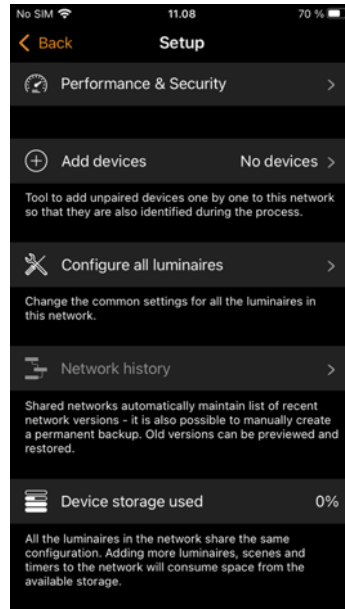 No SIM 11.08 70 %
Back Setup
Performance & Security
Add devices No devices
Tool to add unpaired devices one by one to this network
so that they are also identified during the process.
Configure all luminaires
Change the common settings for all the luminaires in
this network.
Network history
Shared networks automatically maintain list of recent
network versions - it is also possible to manually create
a permanent backup. Old versions can be previewed and
restored.
Device storage used 0%
All the luminaires in the network share the same
configuration. Adding more luminaires, scenes and
timers to the network will consume space from the
available storage.